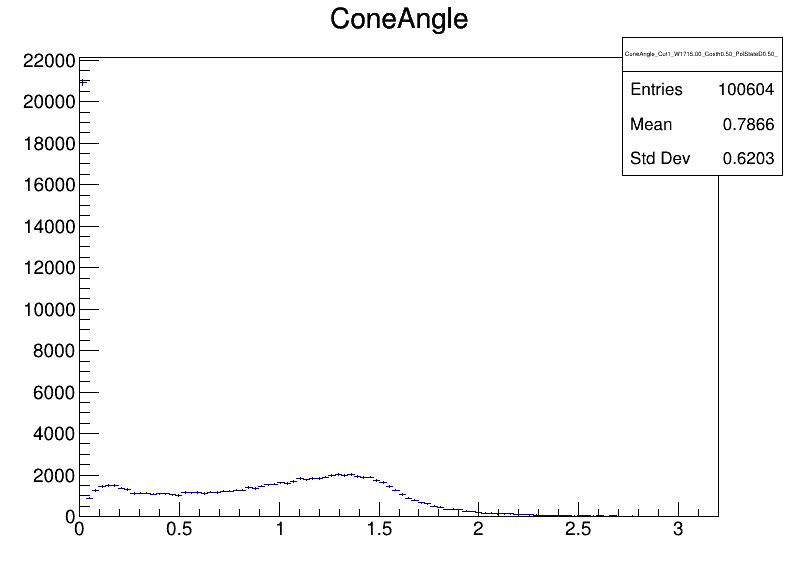 ConeAngle
ConeAngle_Cut1_W1715.00_Costh0.50_PolStateD0.50_
Entries 100604
Mean 0.7866
Std Dev 0.6203
22000
20000
18000
16000
14000
12000
10000
8000
6000
4000
2000
0
0 0.5 1 1.5 2 2.5 3